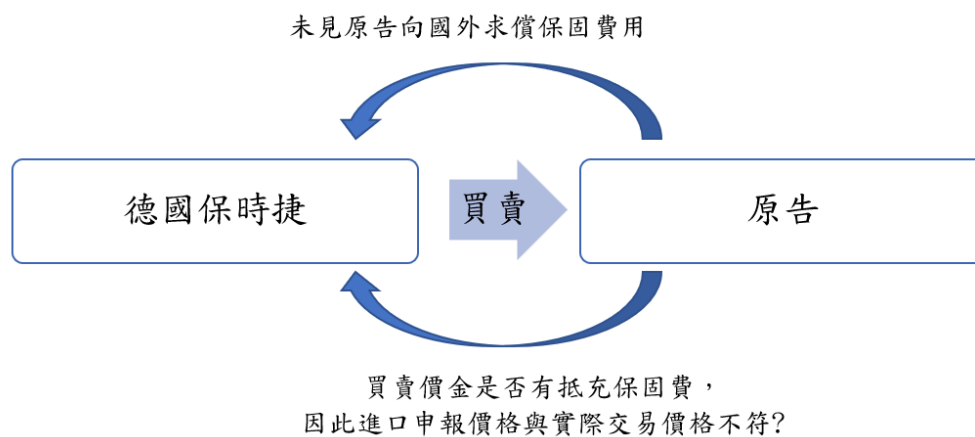 未見原告向國外求償保固費用
德國保時捷
買賣
原告
買賣價金是否有抵充保固費，
因此進口申報價格與實際交易價格不符?